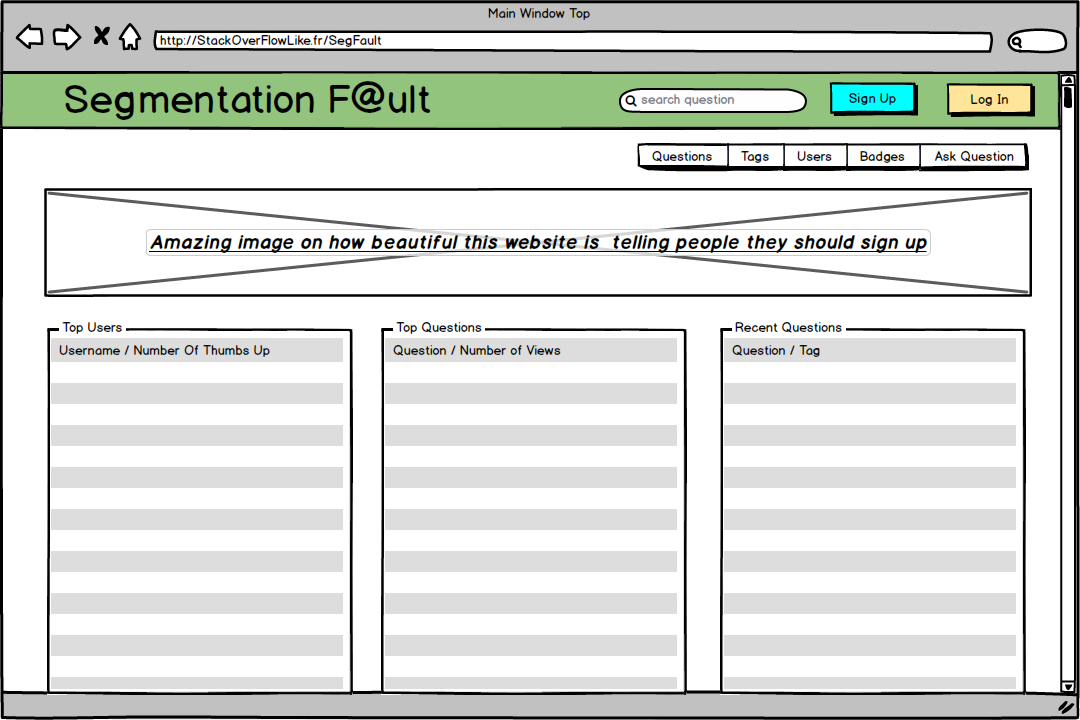 Main Window Top
http://StackOverFlowLike.fr/SegFault
Segmentation F@ult
search question
Sign Up
Log In
Questions Tags Users Badges Ask Question
Amazing image on how beautiful this website is  telling people they should sign up
Top Users
Username / Number Of Thumbs Up
Top Questions
Question / Number of Views
Recent Questions
Question / Tag